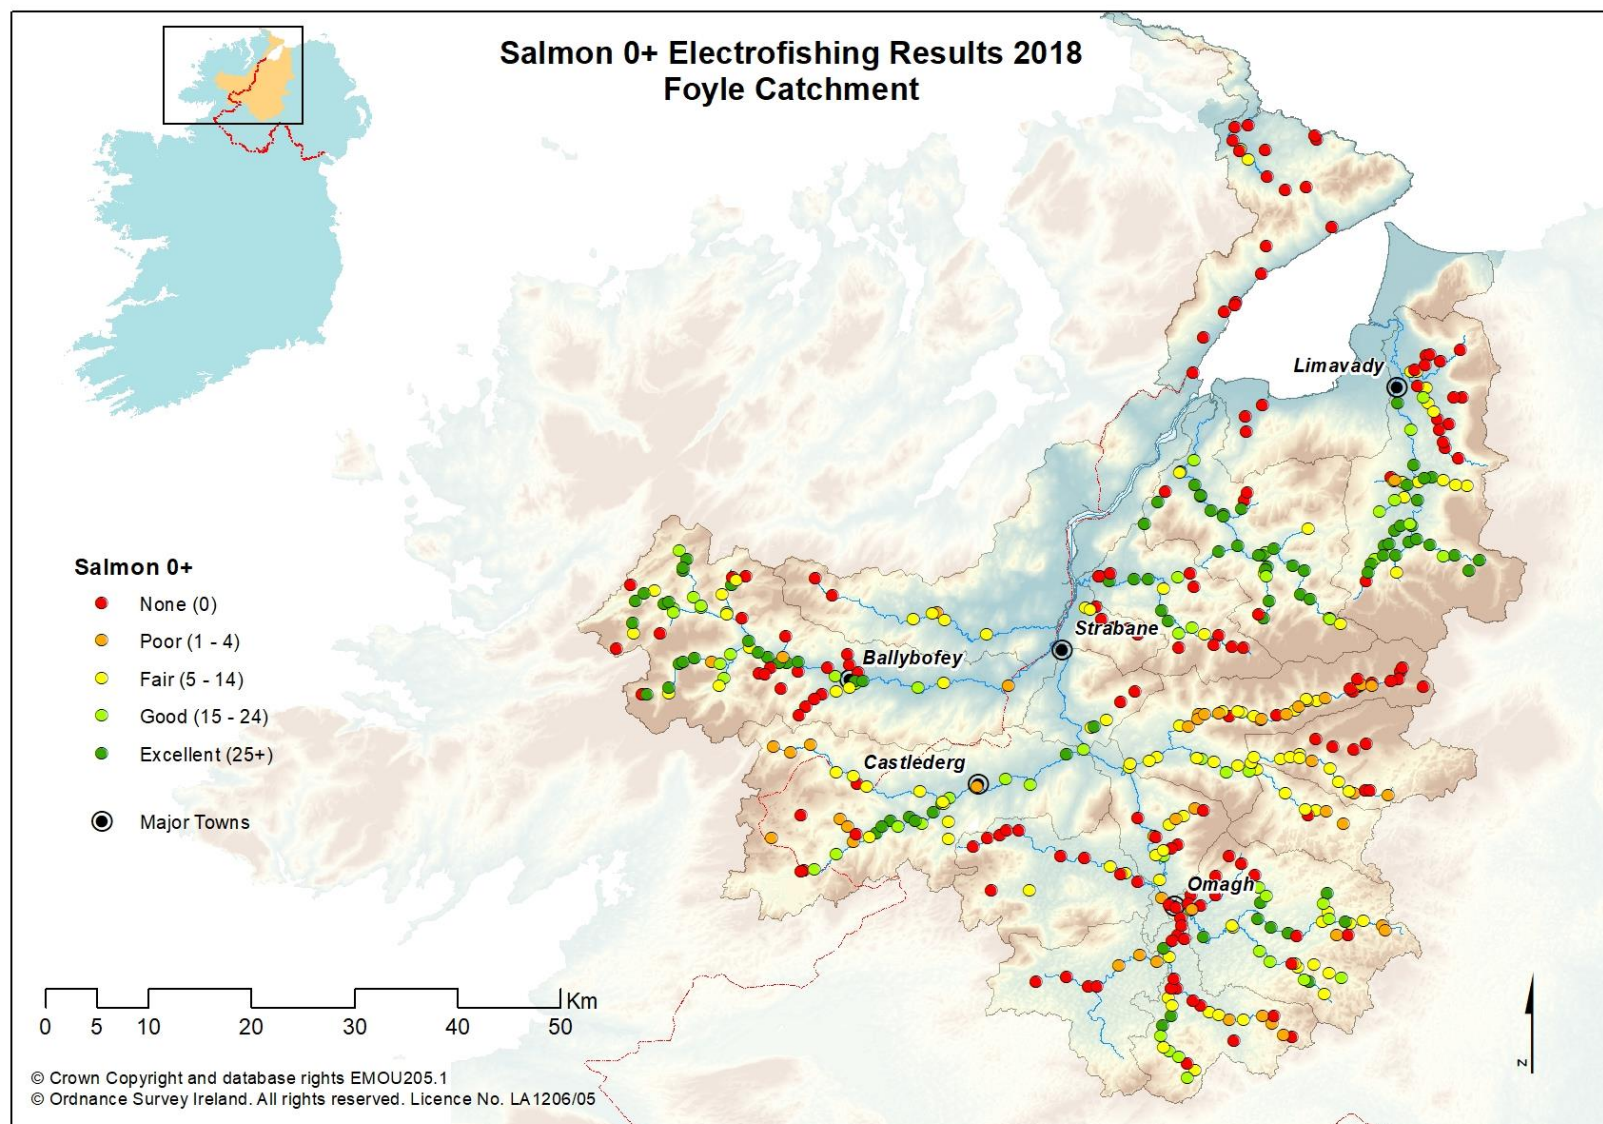 Salmon 0+ Electrofishing Results 2018
Foyle Catchment
Limavady
Strabane
Ballybofey
Castlederg
Omagh
Salmon 0+
None (0)
Poor (1 - 4)
Fair (5 - 14)
Good (15 - 24)
Excellent (25+)
Major Towns
Km
0 5 10 20 30 40 50
N
© Crown Copyright and database rights EMOU205.1
© Ordnance Survey Ireland. All rights reserved. Licence No. LA1206/05